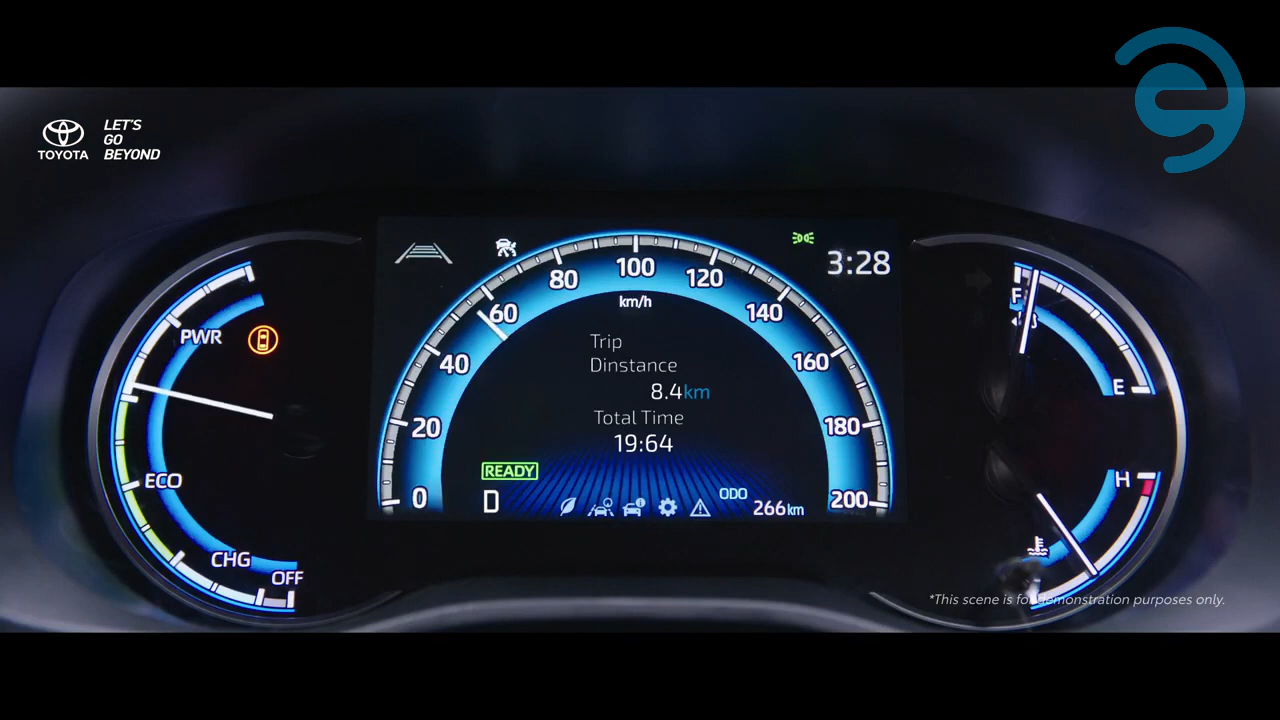 TOYOTA
LET'S
GO
BEYOND
3:28
80 100 120
km/h
60 140
40 160
20 180
0 200
Trip
Dinstance
8.4km
Total Time
19:64
READY
D
ODO
266km
PWR
ECO
CHG
OFF
F
E
H
*This scene is for demonstration purposes only.